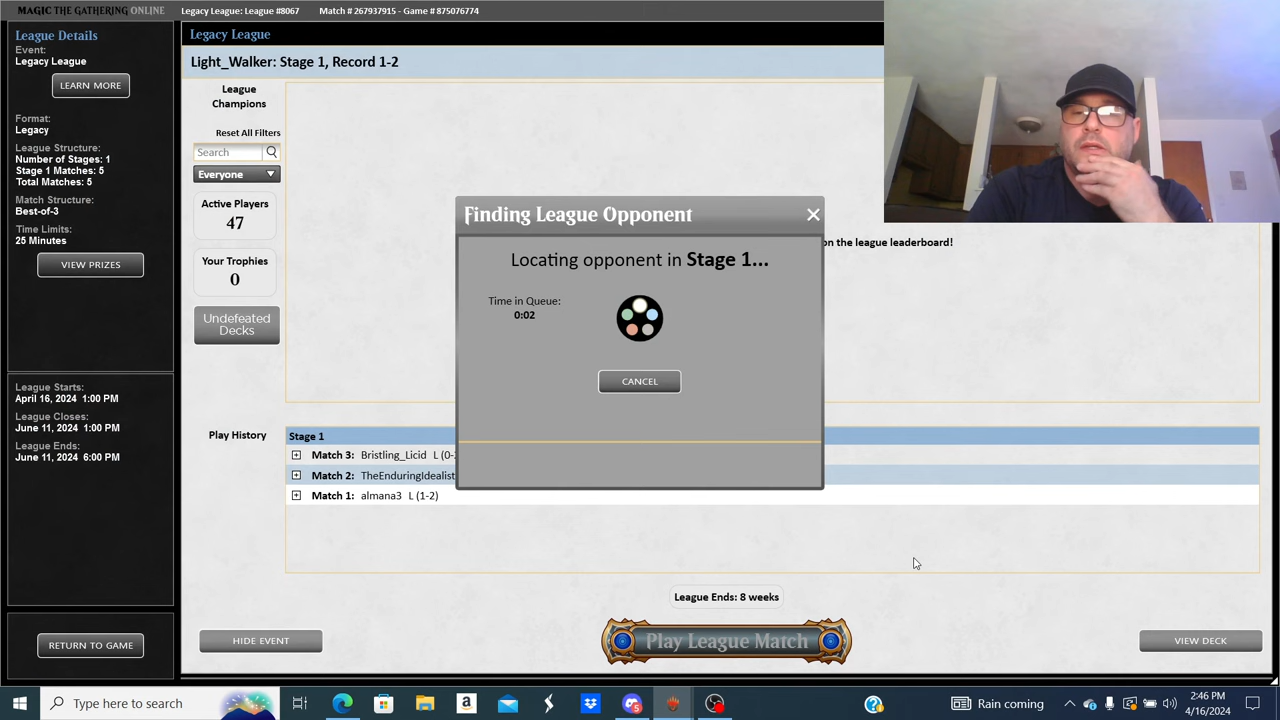 MAGIC THE GATHERING ONLINE
Legacy League: League #8067 Match # 267937915 - Game # 875076774
League Details
Event:
Legacy League
LEARN MORE
Format:
Legacy
League Structure:
Number of Stages: 1
Stage 1 Matches: 5
Total Matches: 5
Match Structure:
Best-of-3
Time Limits:
25 Minutes
VIEW PRIZES
League Starts:
April 16, 2024 1:00 PM
League Closes:
June 11, 2024 1:00 PM
League Ends:
June 11, 2024 6:00 PM
RETURN TO GAME
Legacy League
Light_Walker: Stage 1, Record 1-2
League
Champions
Reset All Filters
Search
Everyone
Active Players
47
Your Trophies
0
Undefeated
Decks
on the league leaderboard!
Finding League Opponent
Locating opponent in Stage 1...
Time in Queue:
0:02
CANCEL
Play History
Stage 1
Match 3: Bristling_Licid L (0-
Match 2: TheEnduringIdealist
Match 1: almana3 L (1-2)
League Ends: 8 weeks
HIDE EVENT
Play League Match
VIEW DECK
Type here to search
Rain coming
2:46 PM
4/16/2024